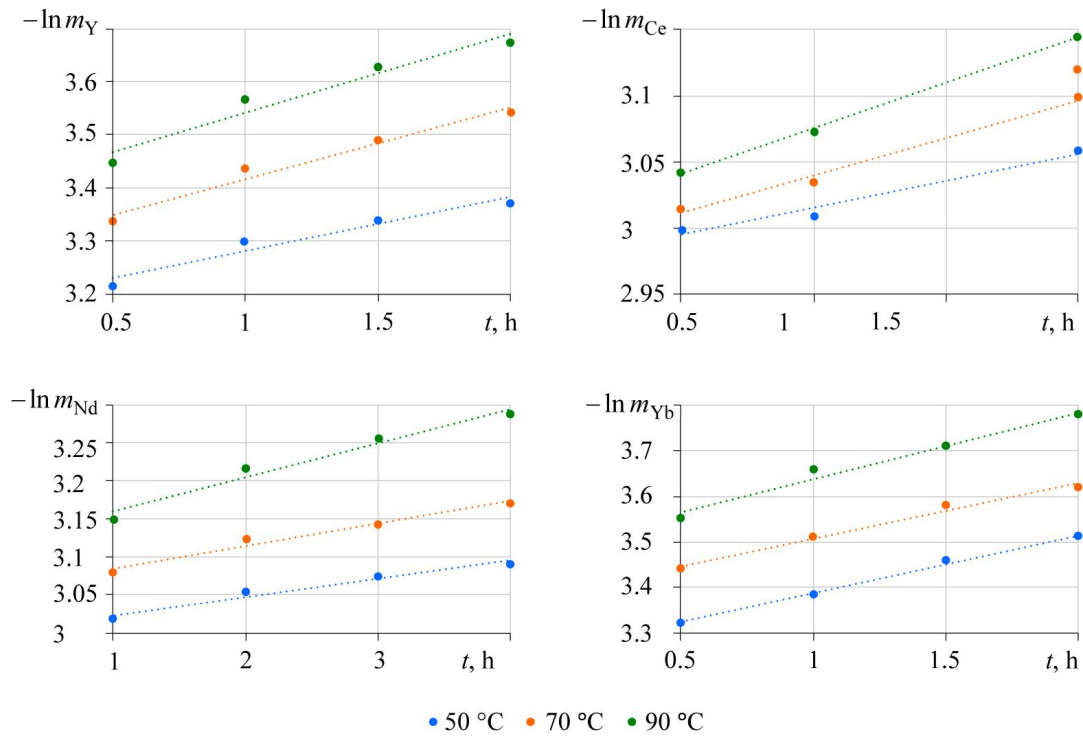 − ln m_Y
3.6
3.5
3.4
3.3
3.2
0.5 1 1.5 t, h
− ln m_Ce
3.1
3.05
3
2.95
0.5 1 1.5 t, h
− ln m_Nd
3.25
3.2
3.15
3.1
3.05
3
1 2 3 t, h
− ln m_Yb
3.7
3.6
3.5
3.4
3.3
0.5 1 1.5 t, h
50 °C 70 °C 90 °C